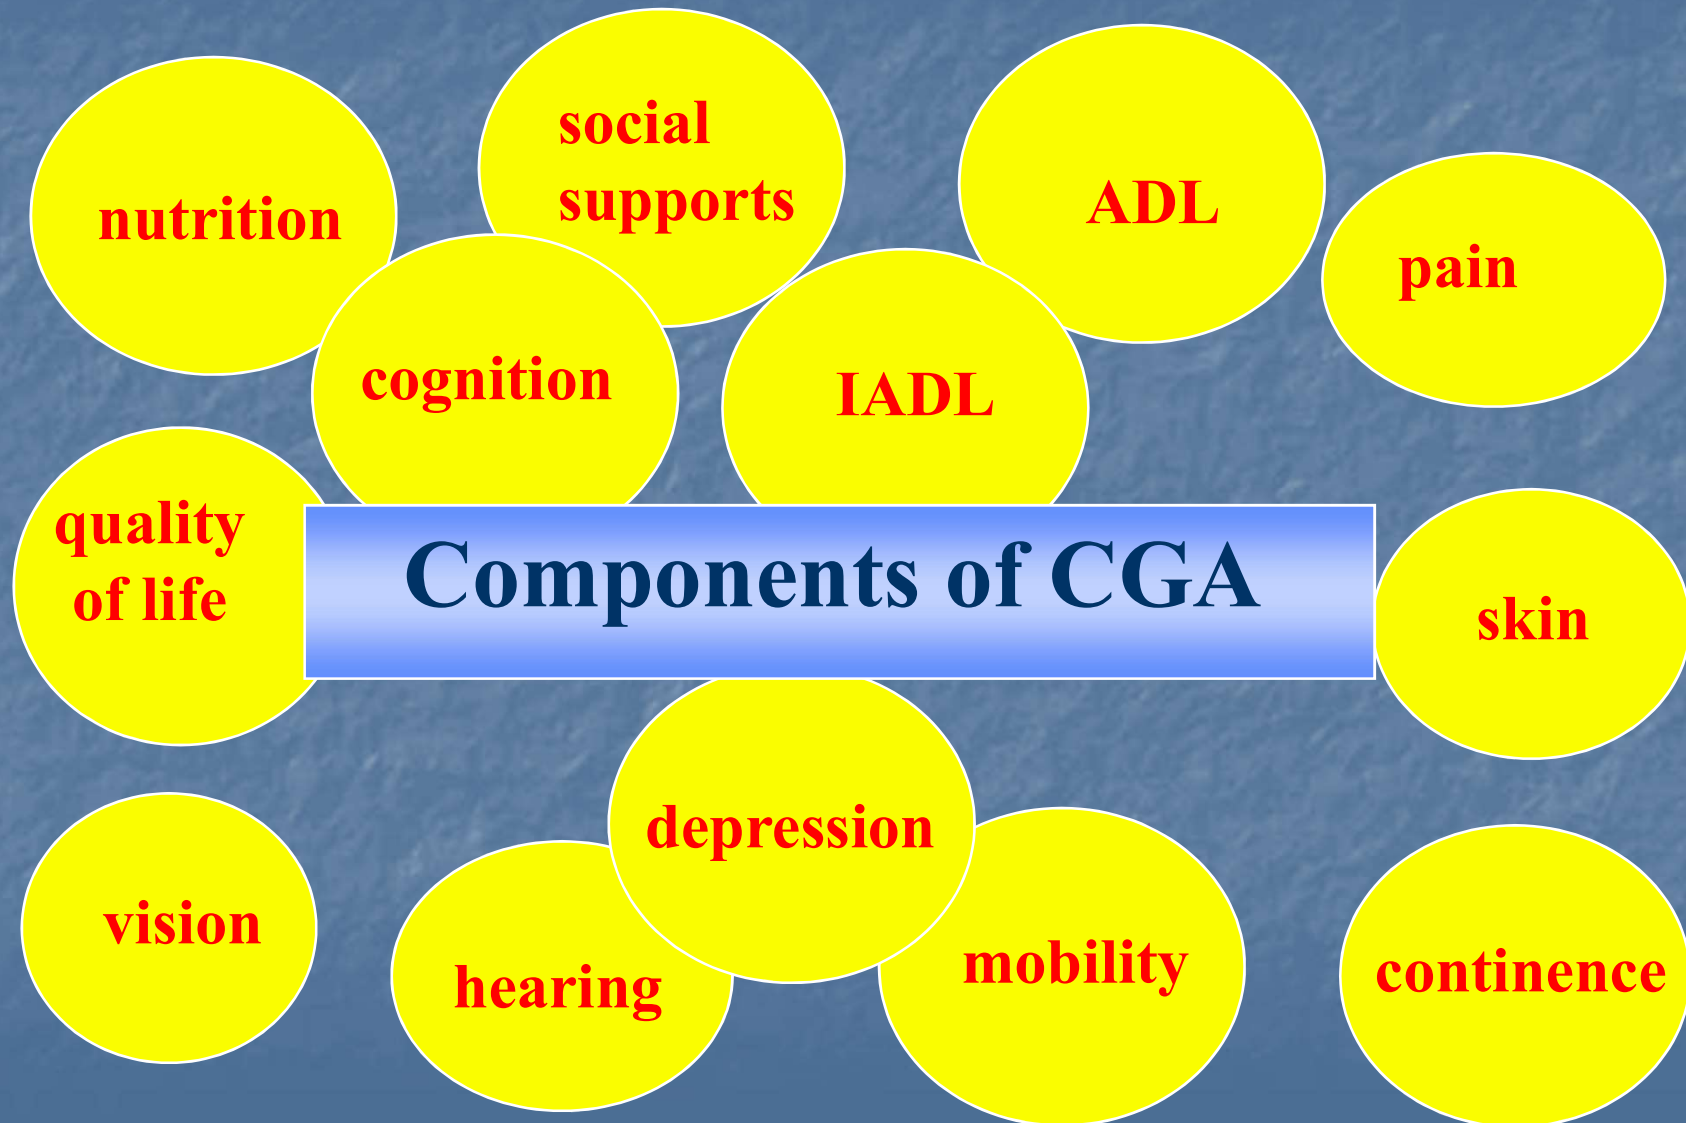 social
supports
nutrition
ADL
pain
cognition
IADL
quality
of life
Components of CGA
skin
depression
vision
hearing
mobility
continence